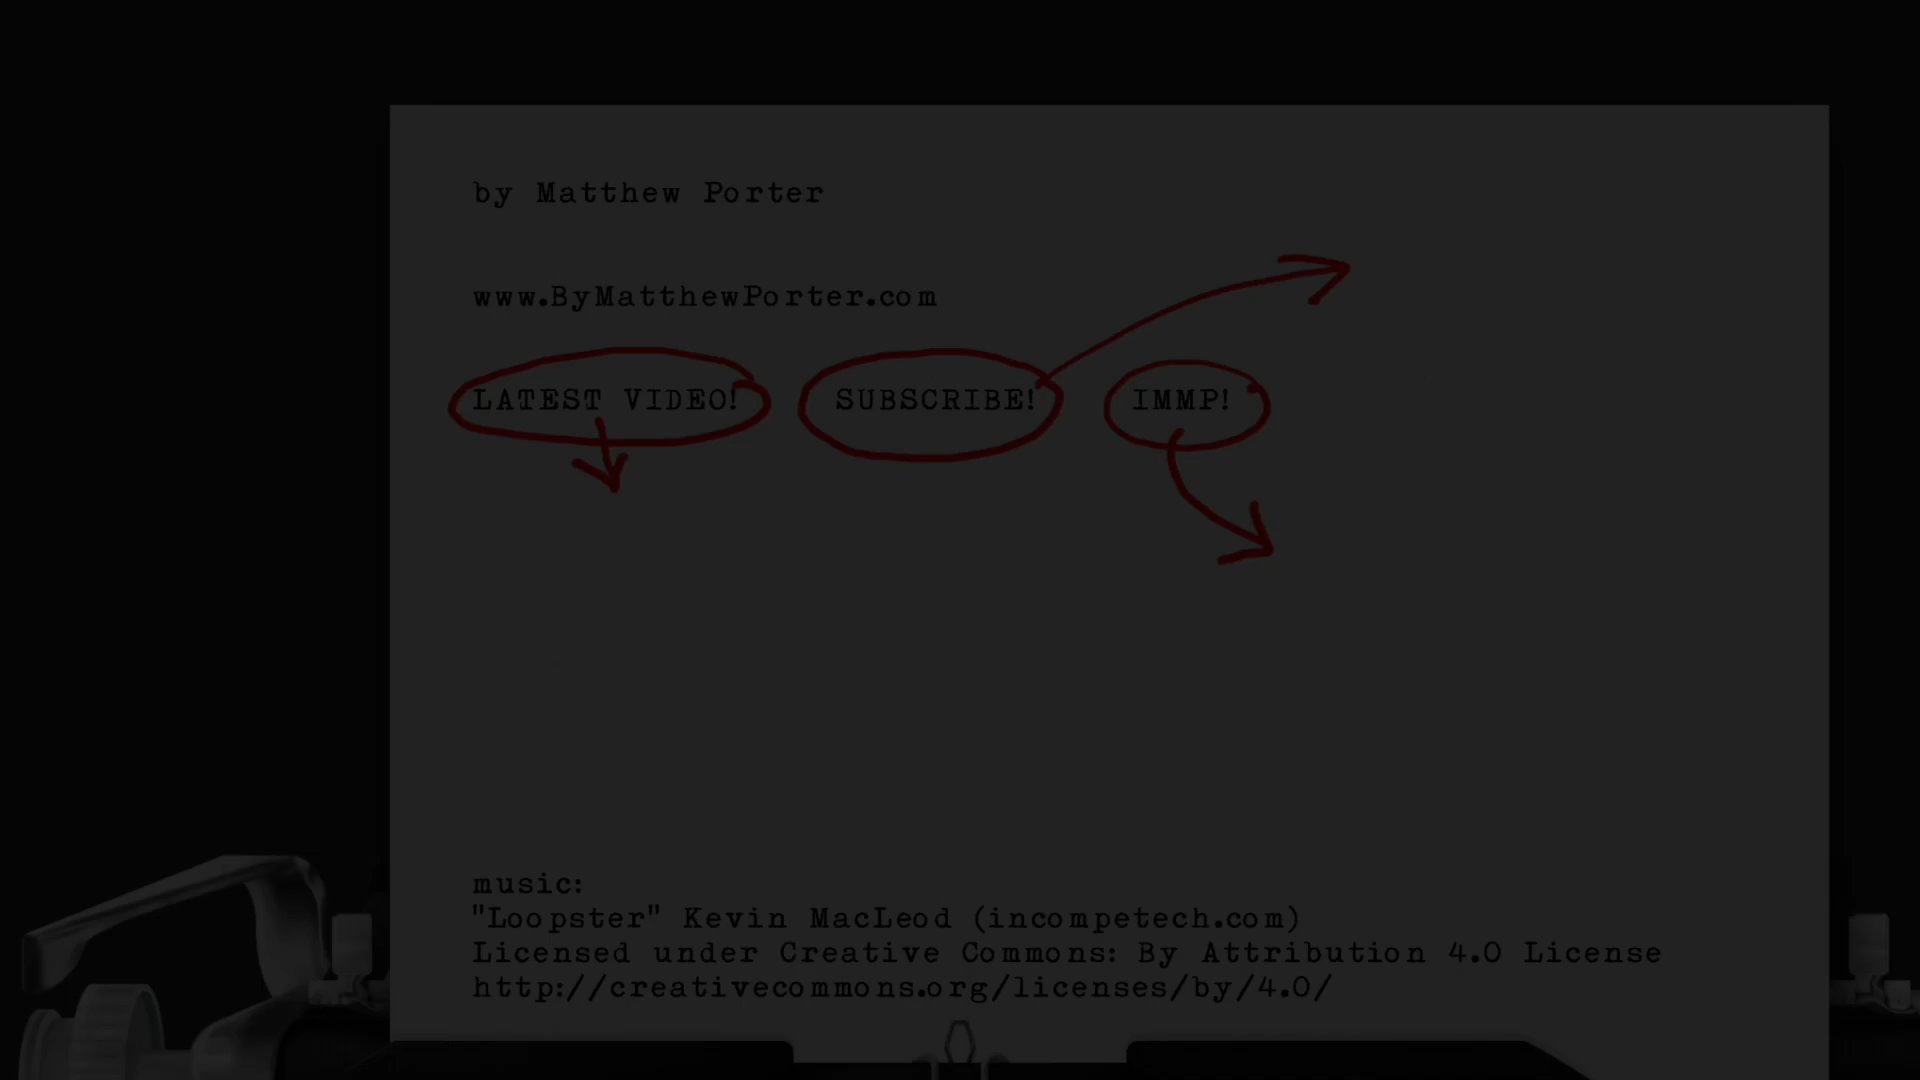 by Matthew Porter
www.ByMatthewPorter.com
LATEST VIDEO! SUBSCRIBE! IMMP!
music:
"Loopster" Kevin MacLeod (incompetech.com)
Licensed under Creative Commons: By Attribution 4.0 License
http://creativecommons.org/licenses/by/4.0/